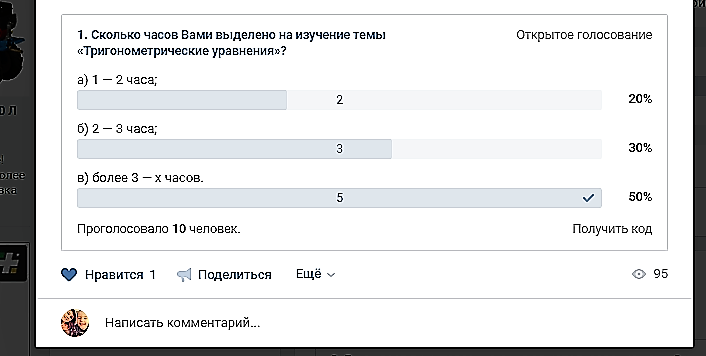 1. Сколько часов Вами выделено на изучение темы
«Тригонометрические уравнения»?
Открытое голосование
а) 1 — 2 часа;
2
20%
б) 2 — 3 часа;
3
30%
в) более 3 — х часов.
5
50%
Проголосовало 10 человек.
Получить код
Нравится 1
Поделиться
Ещё
95
Написать комментарий...